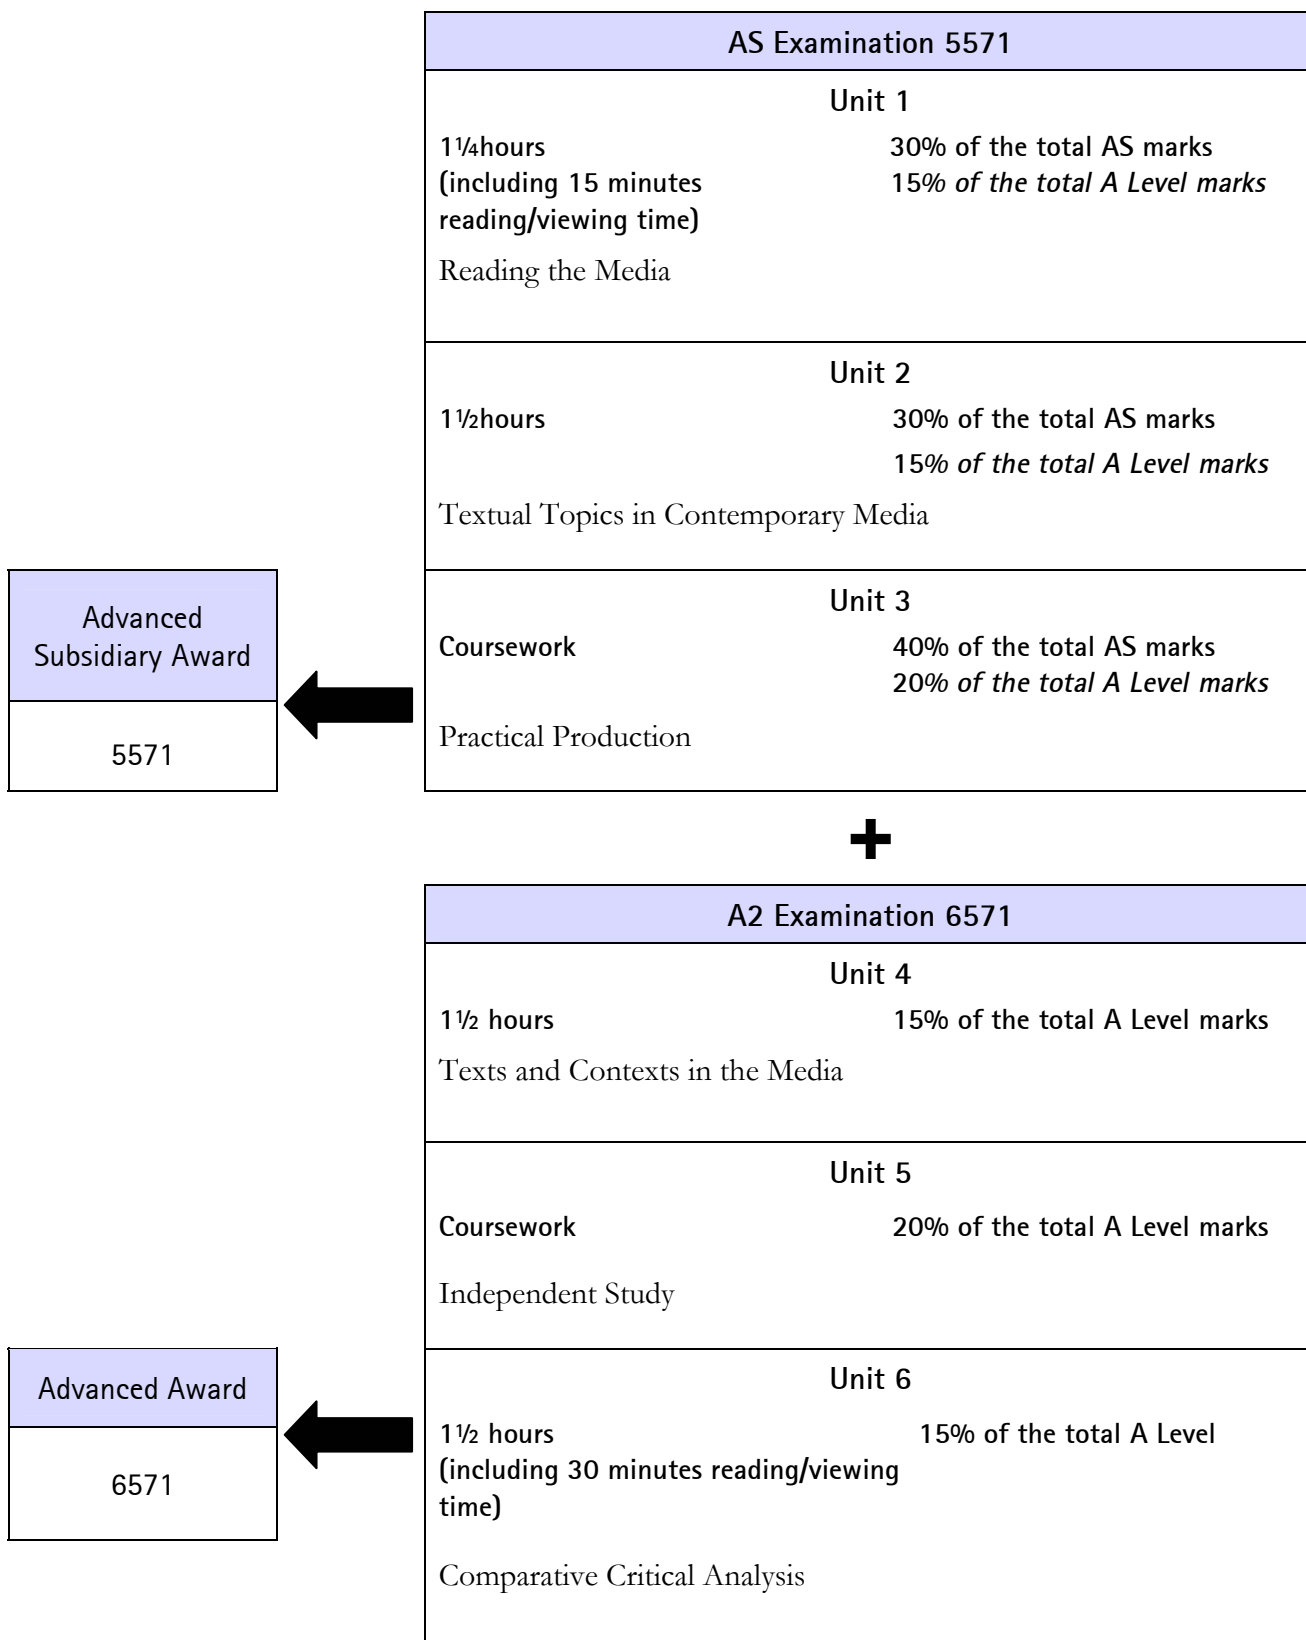 AS Examination 5571
Unit 1
1¼hours 30% of the total AS marks
(including 15 minutes 15% of the total A Level marks
reading/viewing time)
Reading the Media
Unit 2
1½hours 30% of the total AS marks
15% of the total A Level marks
Textual Topics in Contemporary Media
Advanced
Subsidiary Award
5571
Unit 3
Coursework 40% of the total AS marks
20% of the total A Level marks
Practical Production
+
A2 Examination 6571
Unit 4
1½ hours 15% of the total A Level marks
Texts and Contexts in the Media
Unit 5
Coursework 20% of the total A Level marks
Independent Study
Advanced Award
6571
Unit 6
1½ hours 15% of the total A Level
(including 30 minutes reading/viewing
time)
Comparative Critical Analysis